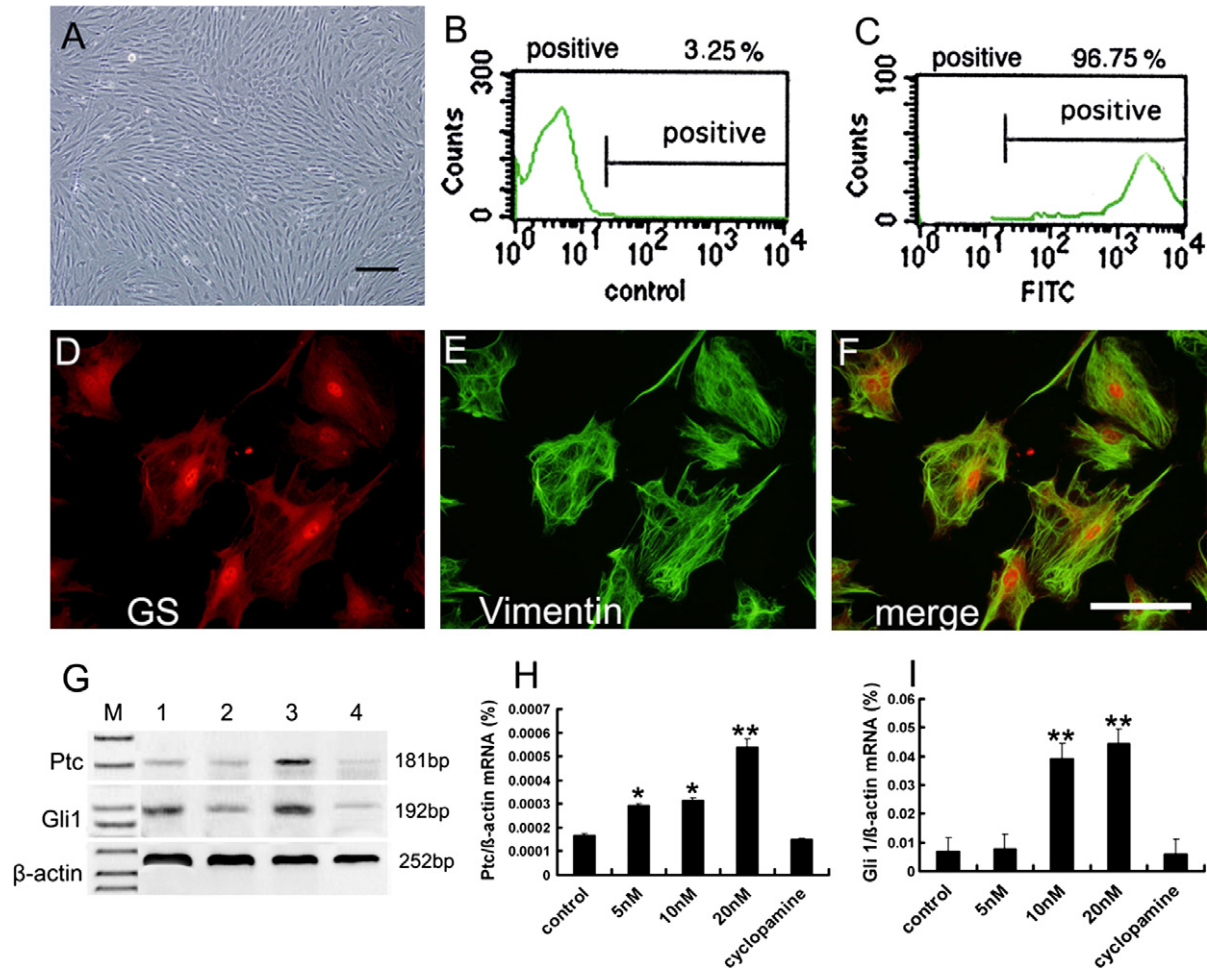 A
B
positive 3.25 %
300
Counts
0
positive
10^0 10^1 10^2 10^3 10^4
control
C
positive 96.75 %
100
Counts
0
positive
10^0 10^1 10^2 10^3 10^4
FITC
D
GS
E
Vimentin
F
merge
G
M 1 2 3 4
Ptc 181bp
Gli1 192bp
β-actin 252bp
H
Ptc/ß-actin mRNA (%)
0.0007
0.0006
0.0005
0.0004
0.0003
0.0002
0.0001
0
* * **
control 5nM 10nM 20nM cyclopamine
I
Gli 1/ß-actin mRNA (%)
0.06
0.05
0.04
0.03
0.02
0.01
0
** **
control 5nM 10nM 20nM cyclopamine